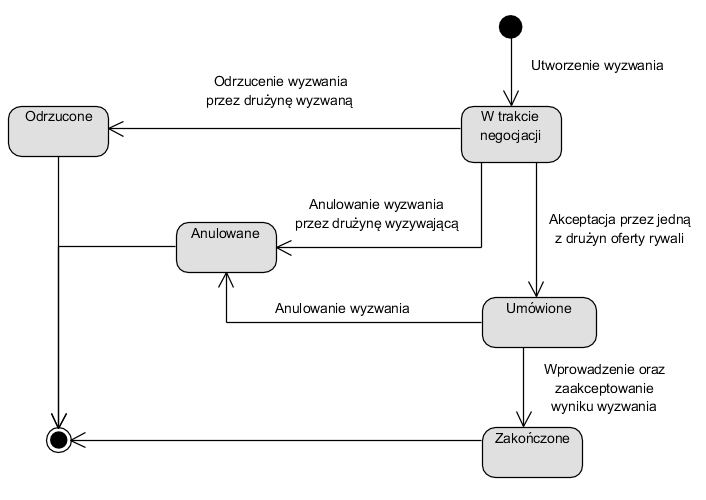 Utworzenie wyzwania
Odrzucenie wyzwania
przez drużynę wyzwaną
Odrzucone
W trakcie
negocjacji
Anulowanie wyzwania
przez drużynę wyzywającą
Akceptacja przez jedną
z drużyn oferty rywali
Anulowane
Anulowanie wyzwania
Umówione
Wprowadzenie oraz
zaakceptowanie
wyniku wyzwania
Zakończone